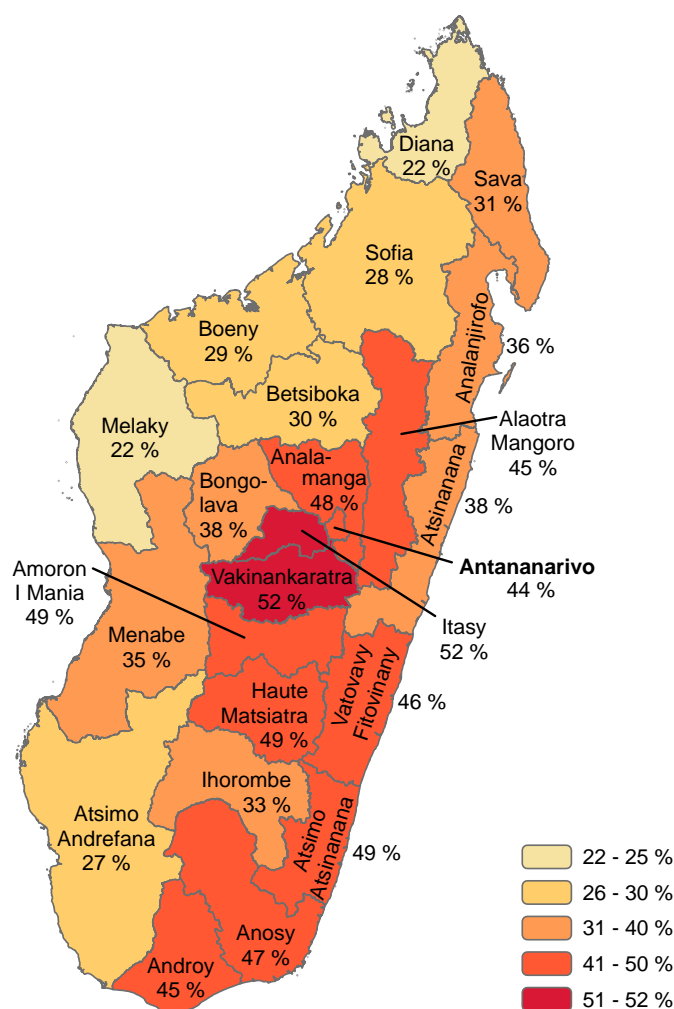 Diana
22 %
Sava
31 %
Sofia
28 %
Analanjirofo
36 %
Boeny
29 %
Betsiboka
30 %
Melaky
22 %
Alaotra
Mangoro
45 %
Anala-
manga
48 %
Bongo-
lava
38 %
Atsinanana
38 %
Antananarivo
44 %
Amoron
I Mania
49 %
Vakinankaratra
52 %
Itasy
52 %
Menabe
35 %
Vatovavy
Fitovinany
46 %
Haute
Matsiatra
49 %
Ihorombe
33 %
Atsimo
Andrefana
27 %
Atsimo
Atsinanana
49 %
Anosy
47 %
Androy
45 %
22 - 25 %
26 - 30 %
31 - 40 %
41 - 50 %
51 - 52 %